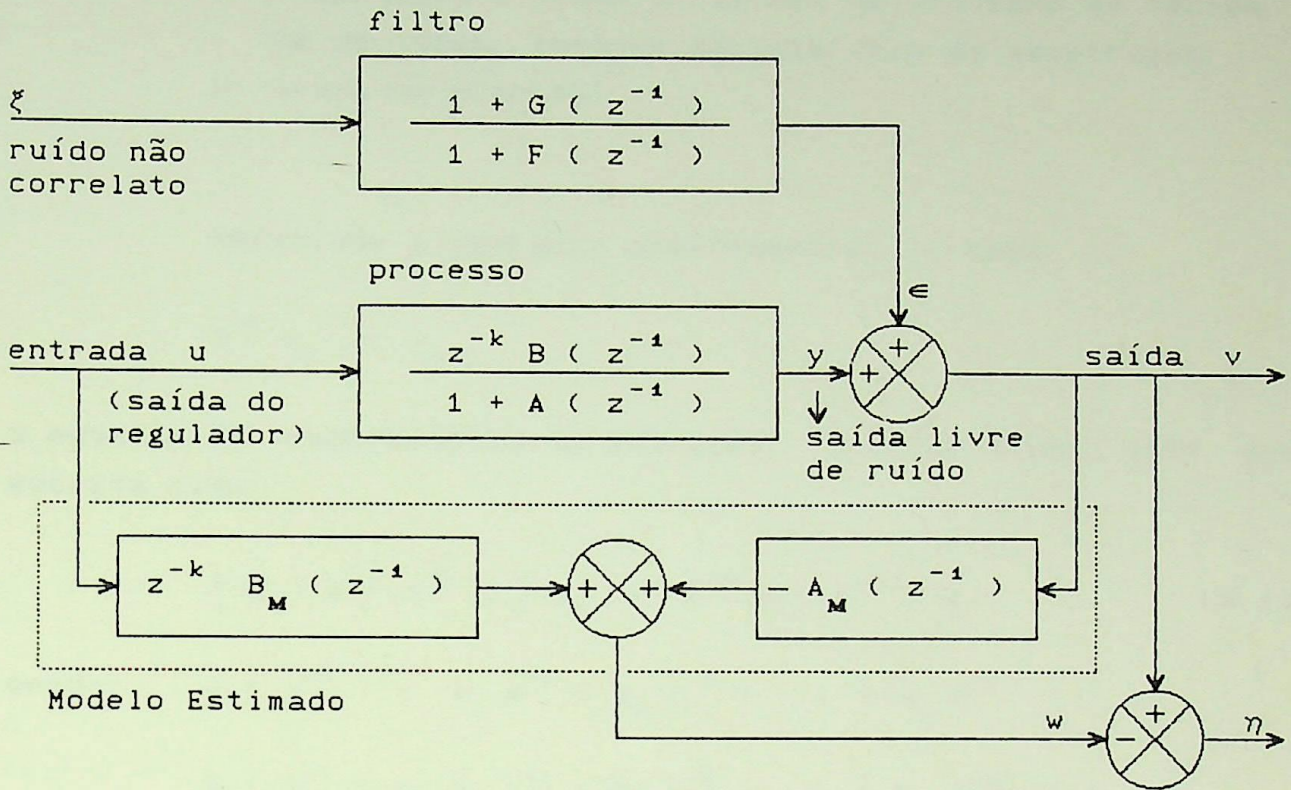 filtro
ξ
1 + G ( z⁻¹ )
1 + F ( z⁻¹ )
ruído não
correlato
processo
∈
entrada u
z⁻ᵏ B ( z⁻¹ )
1 + A ( z⁻¹ )
y
+
+
saída v
(saída do
regulador)
saída livre
de ruído
z⁻ᵏ B_M ( z⁻¹ )
+
+
- A_M ( z⁻¹ )
Modelo Estimado
w
-
+
η